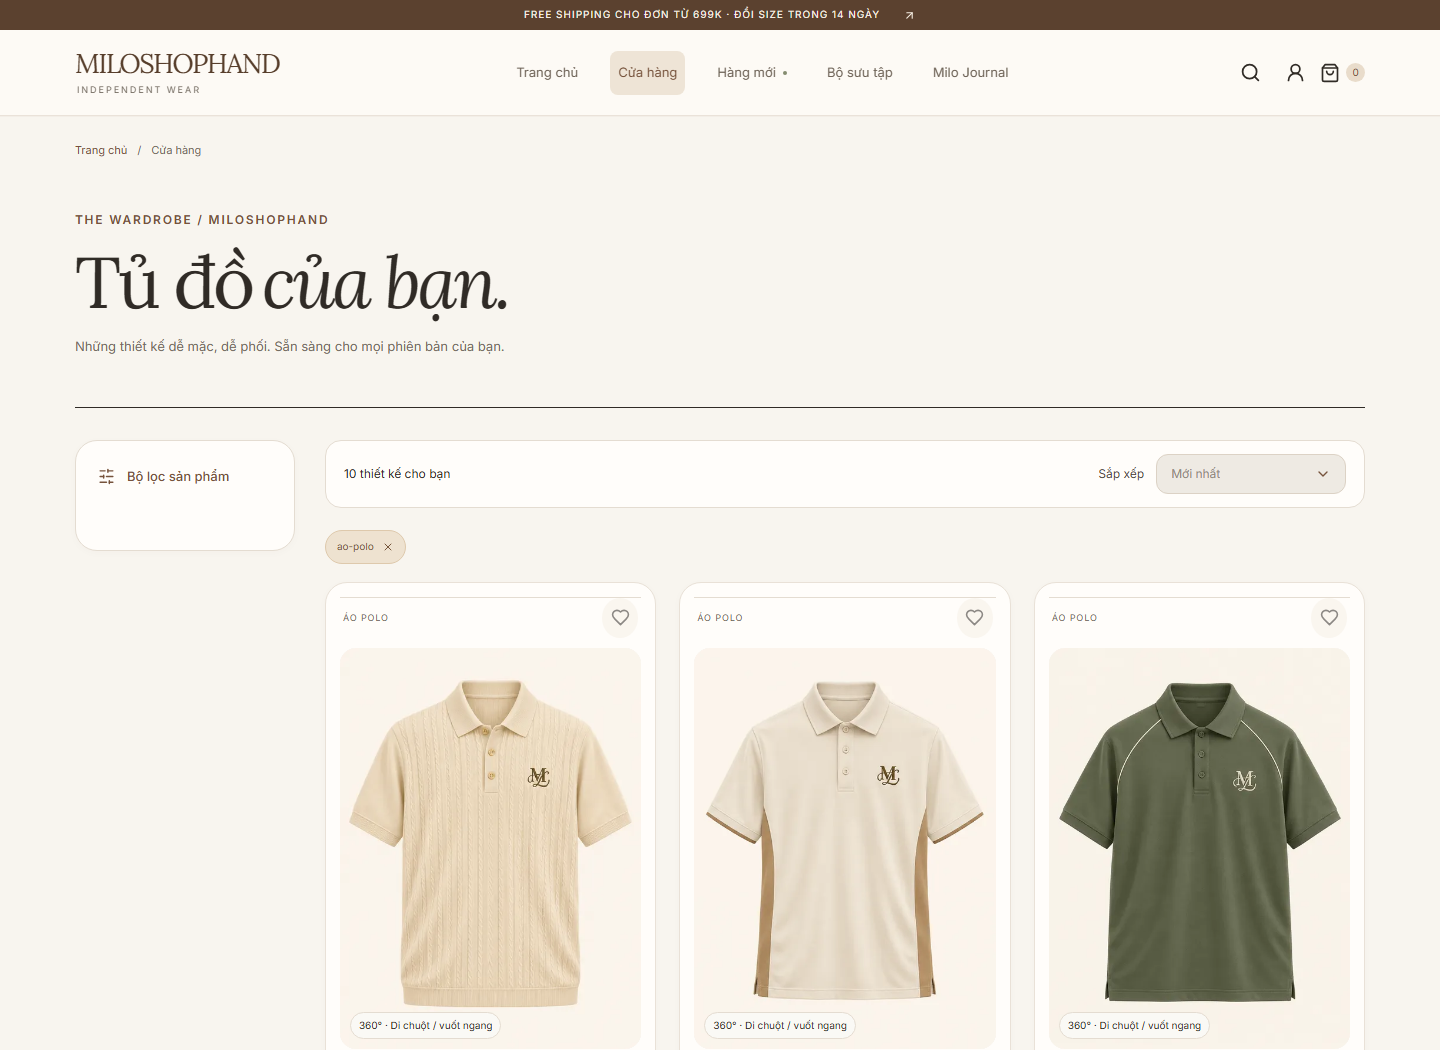 FREE SHIPPING CHO ĐƠN TỪ 699K · ĐỔI SIZE TRONG 14 NGÀY
MILOSHOPHAND
INDEPENDENT WEAR
Trang chủ
Cửa hàng
Hàng mới
Bộ sưu tập
Milo Journal
0
Trang chủ / Cửa hàng
THE WARDROBE / MILOSHOPHAND
Tủ đồ của bạn.
Những thiết kế dễ mặc, dễ phối. Sẵn sàng cho mọi phiên bản của bạn.
Bộ lọc sản phẩm
10 thiết kế cho bạn
Sắp xếp
Mới nhất
ao-polo
ÁO POLO
ÁO POLO
ÁO POLO
360° · Di chuột / vuốt ngang
360° · Di chuột / vuốt ngang
360° · Di chuột / vuốt ngang